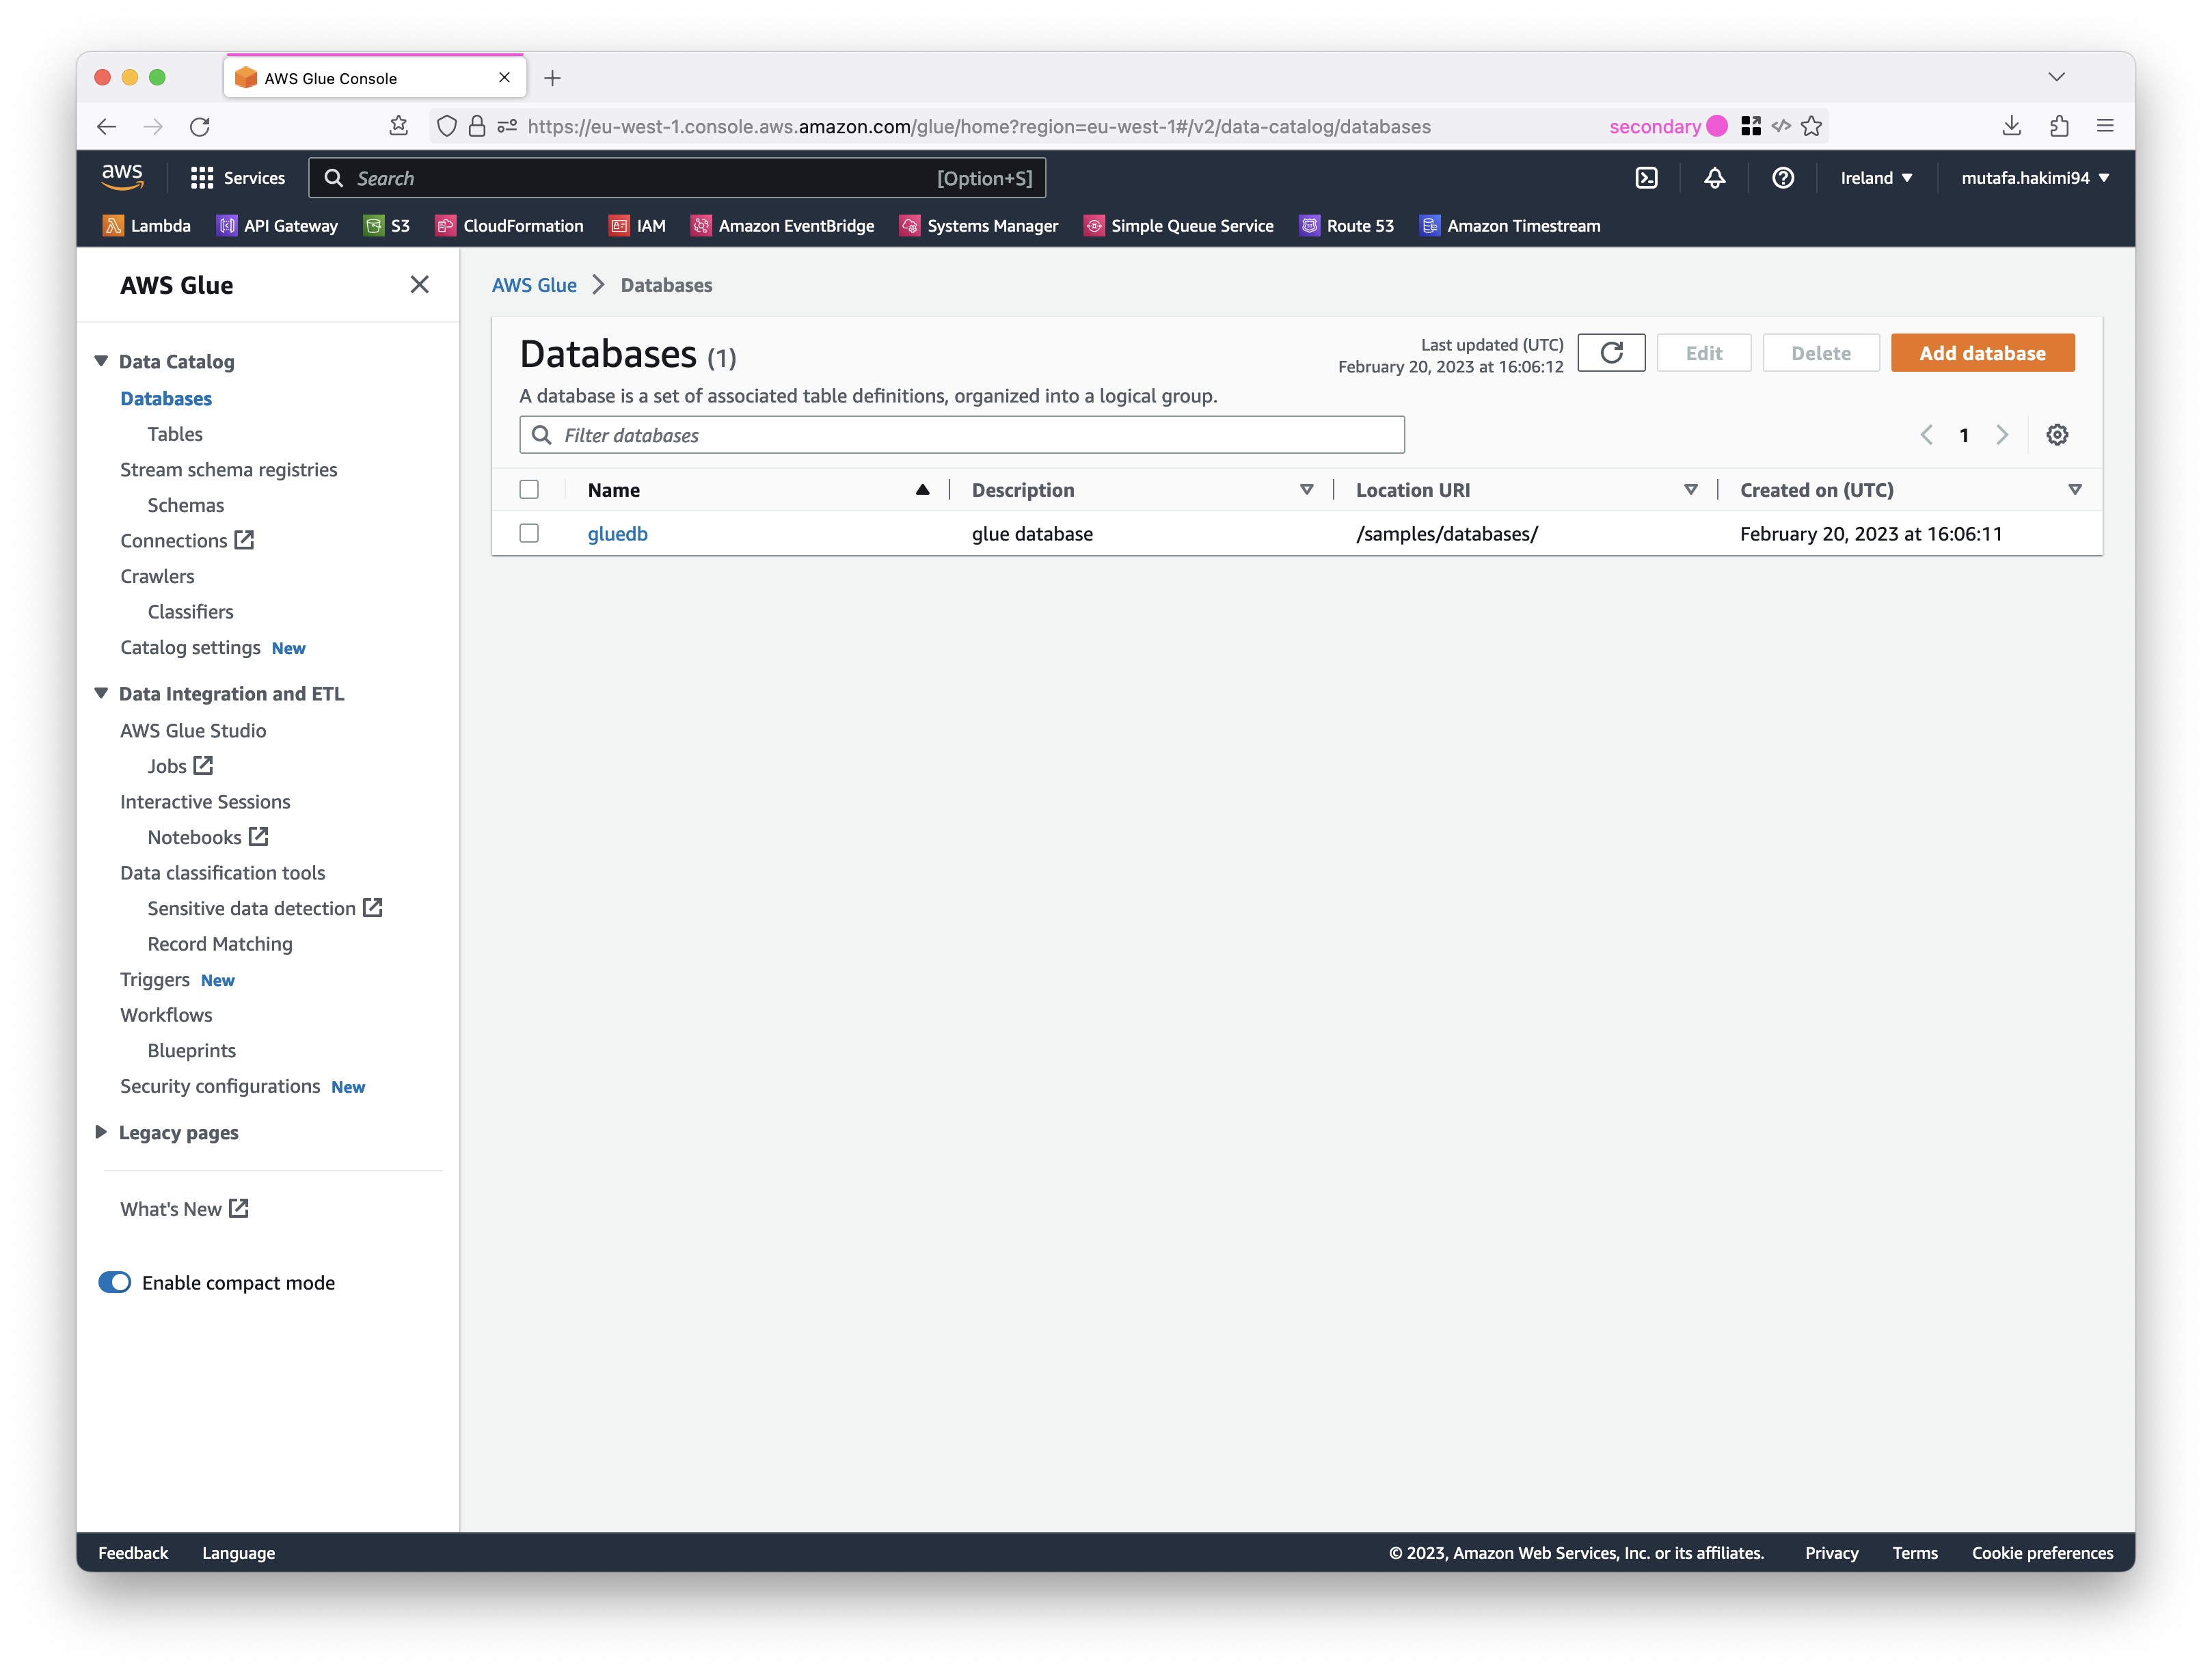 AWS Glue Console
https://eu-west-1.console.aws.amazon.com/glue/home?region=eu-west-1#/v2/data-catalog/databases
secondary
aws
Services
Search
[Option+S]
Ireland
mutafa.hakimi94
Lambda
API Gateway
S3
CloudFormation
IAM
Amazon EventBridge
Systems Manager
Simple Queue Service
Route 53
Amazon Timestream
AWS Glue
Data Catalog
Databases
Tables
Stream schema registries
Schemas
Connections
Crawlers
Classifiers
Catalog settings New
Data Integration and ETL
AWS Glue Studio
Jobs
Interactive Sessions
Notebooks
Data classification tools
Sensitive data detection
Record Matching
Triggers New
Workflows
Blueprints
Security configurations New
Legacy pages
What's New
Enable compact mode
AWS Glue > Databases
Databases (1)
Last updated (UTC)
February 20, 2023 at 16:06:12
Edit
Delete
Add database
A database is a set of associated table definitions, organized into a logical group.
Filter databases
1
Name Description Location URI Created on (UTC)
gluedb glue database /samples/databases/ February 20, 2023 at 16:06:11
Feedback
Language
© 2023, Amazon Web Services, Inc. or its affiliates.
Privacy
Terms
Cookie preferences